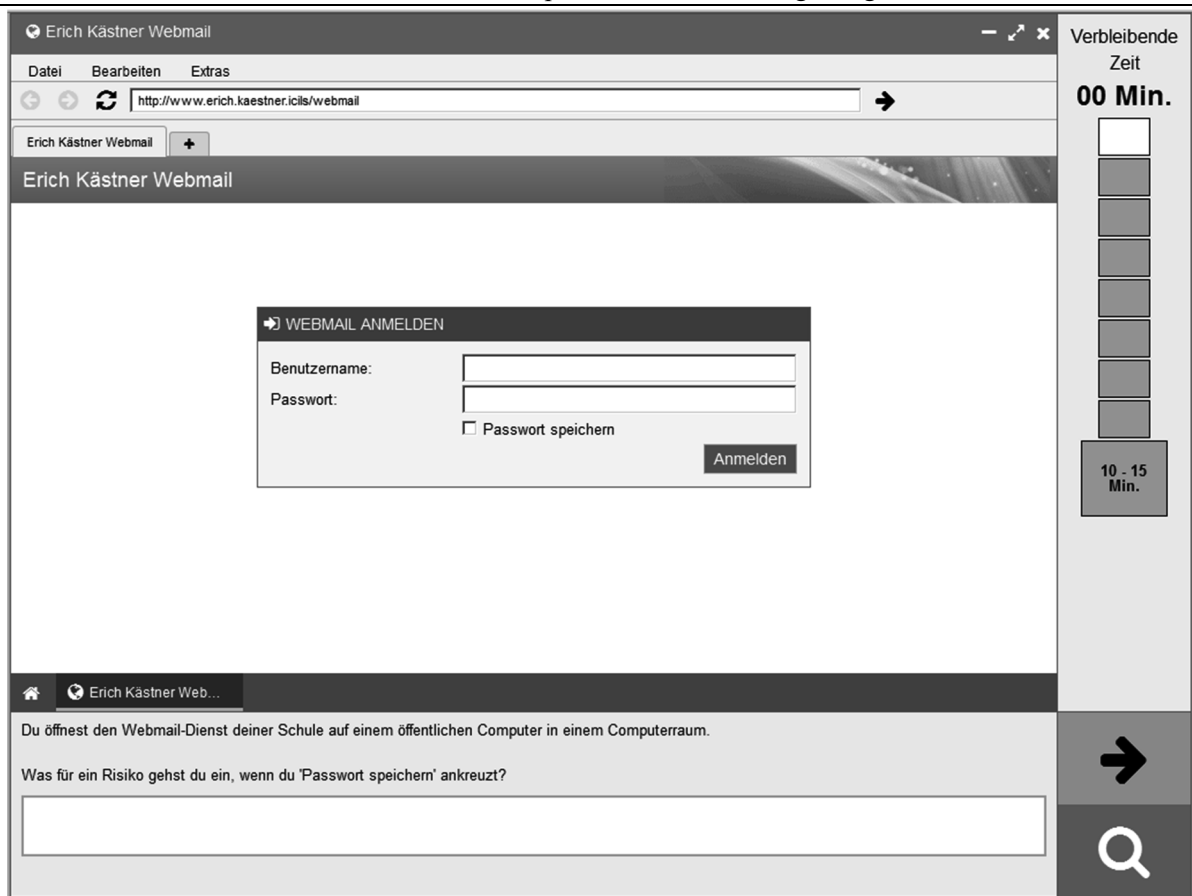 Erich Kästner Webmail
Datei Bearbeiten Extras
http://www.erich.kaestner.icils/webmail
Erich Kästner Webmail
Erich Kästner Webmail
WEBMAIL ANMELDEN
Benutzername:
Passwort:
Passwort speichern
Anmelden
Erich Kästner Web...
Du öffnest den Webmail-Dienst deiner Schule auf einem öffentlichen Computer in einem Computerraum.
Was für ein Risiko gehst du ein, wenn du 'Passwort speichern' ankreuzt?
Verbleibende
Zeit
00 Min.
10 - 15
Min.